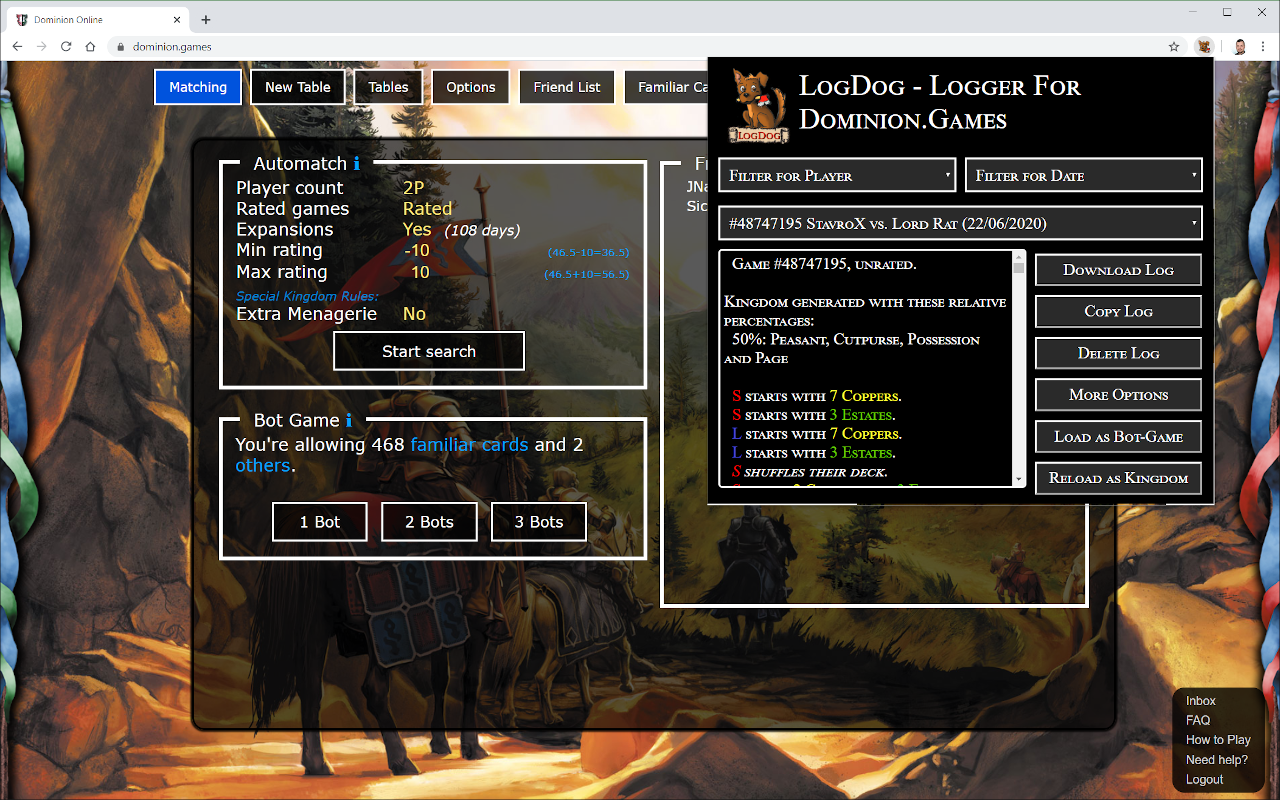 Dominion Online
dominion.games
Matching
New Table
Tables
Options
Friend List
Familiar Ca
Automatch i
Player count 2P
Rated games Rated
Expansions Yes (108 days)
Min rating -10 (46.5-10=36.5)
Max rating 10 (46.5+10=56.5)
Special Kingdom Rules:
Extra Menagerie No
Start search
Bot Game i
You're allowing 468 familiar cards and 2
others.
1 Bot
2 Bots
3 Bots
JNa
Sic
LogDog
LogDog - Logger For
Dominion.Games
Filter for Player
Filter for Date
#48747195 StavroX vs. Lord Rat (22/06/2020)
Game #48747195, unrated.
Kingdom generated with these relative
percentages:
50%: Peasant, Cutpurse, Possession
and Page
S starts with 7 Coppers.
S starts with 3 Estates.
L starts with 7 Coppers.
L starts with 3 Estates.
S shuffles their deck.
Download Log
Copy Log
Delete Log
More Options
Load as Bot-Game
Reload as Kingdom
Inbox
FAQ
How to Play
Need help?
Logout